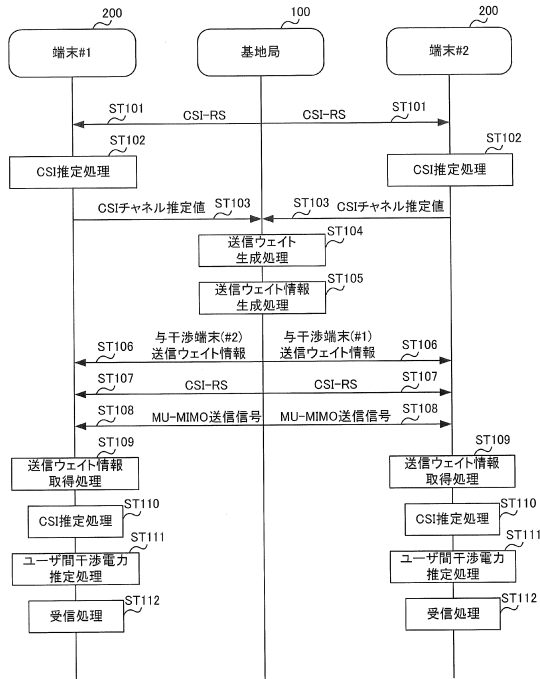 200
100
200
端末#1
基地局
端末#2
ST101
CSI-RS
CSI-RS
ST101
ST102
CSI推定処理
ST102
CSI推定処理
CSIチャネル推定値
ST103
ST103
CSIチャネル推定値
ST104
送信ウェイト
生成処理
ST105
送信ウェイト情報
生成処理
ST106
与干渉端末(#2)
送信ウェイト情報
与干渉端末(#1)
送信ウェイト情報
ST106
ST107
CSI-RS
CSI-RS
ST107
ST108
MU-MIMO送信信号
MU-MIMO送信信号
ST108
ST109
送信ウェイト情報
取得処理
ST109
送信ウェイト情報
取得処理
ST110
CSI推定処理
ST110
CSI推定処理
ST111
ユーザ間干渉電力
推定処理
ST111
ユーザ間干渉電力
推定処理
ST112
受信処理
ST112
受信処理